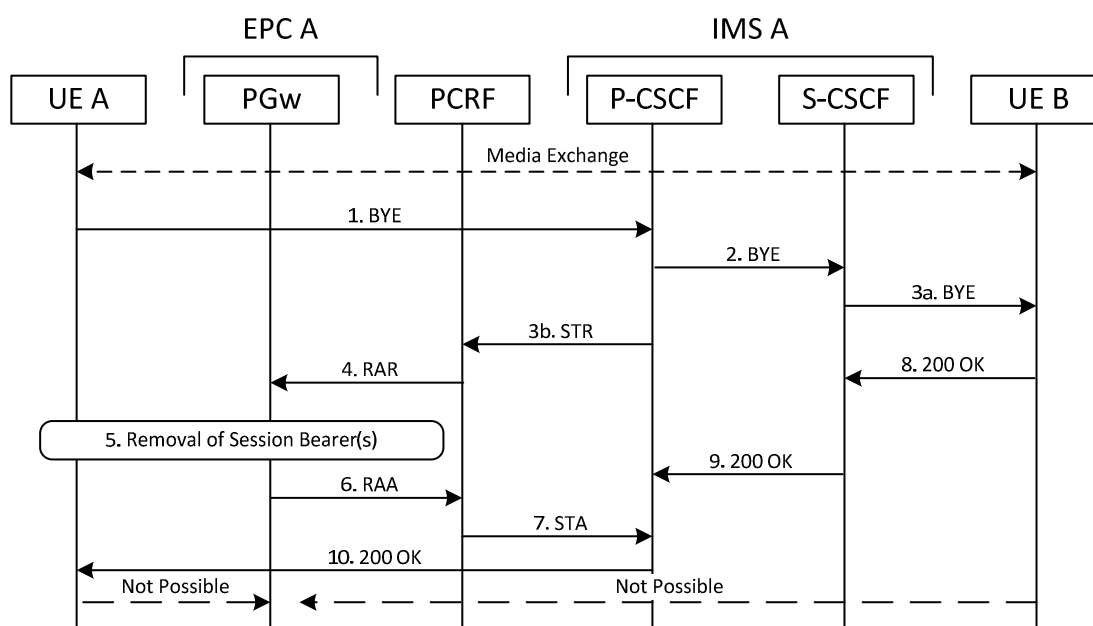 EPC A
IMS A
UE A
PGw
PCRF
P-CSCF
S-CSCF
UE B
Media Exchange
1. BYE
2. BYE
3a. BYE
3b. STR
4. RAR
8. 200 OK
5. Removal of Session Bearer(s)
9. 200 OK
6. RAA
7. STA
10. 200 OK
Not Possible
Not Possible